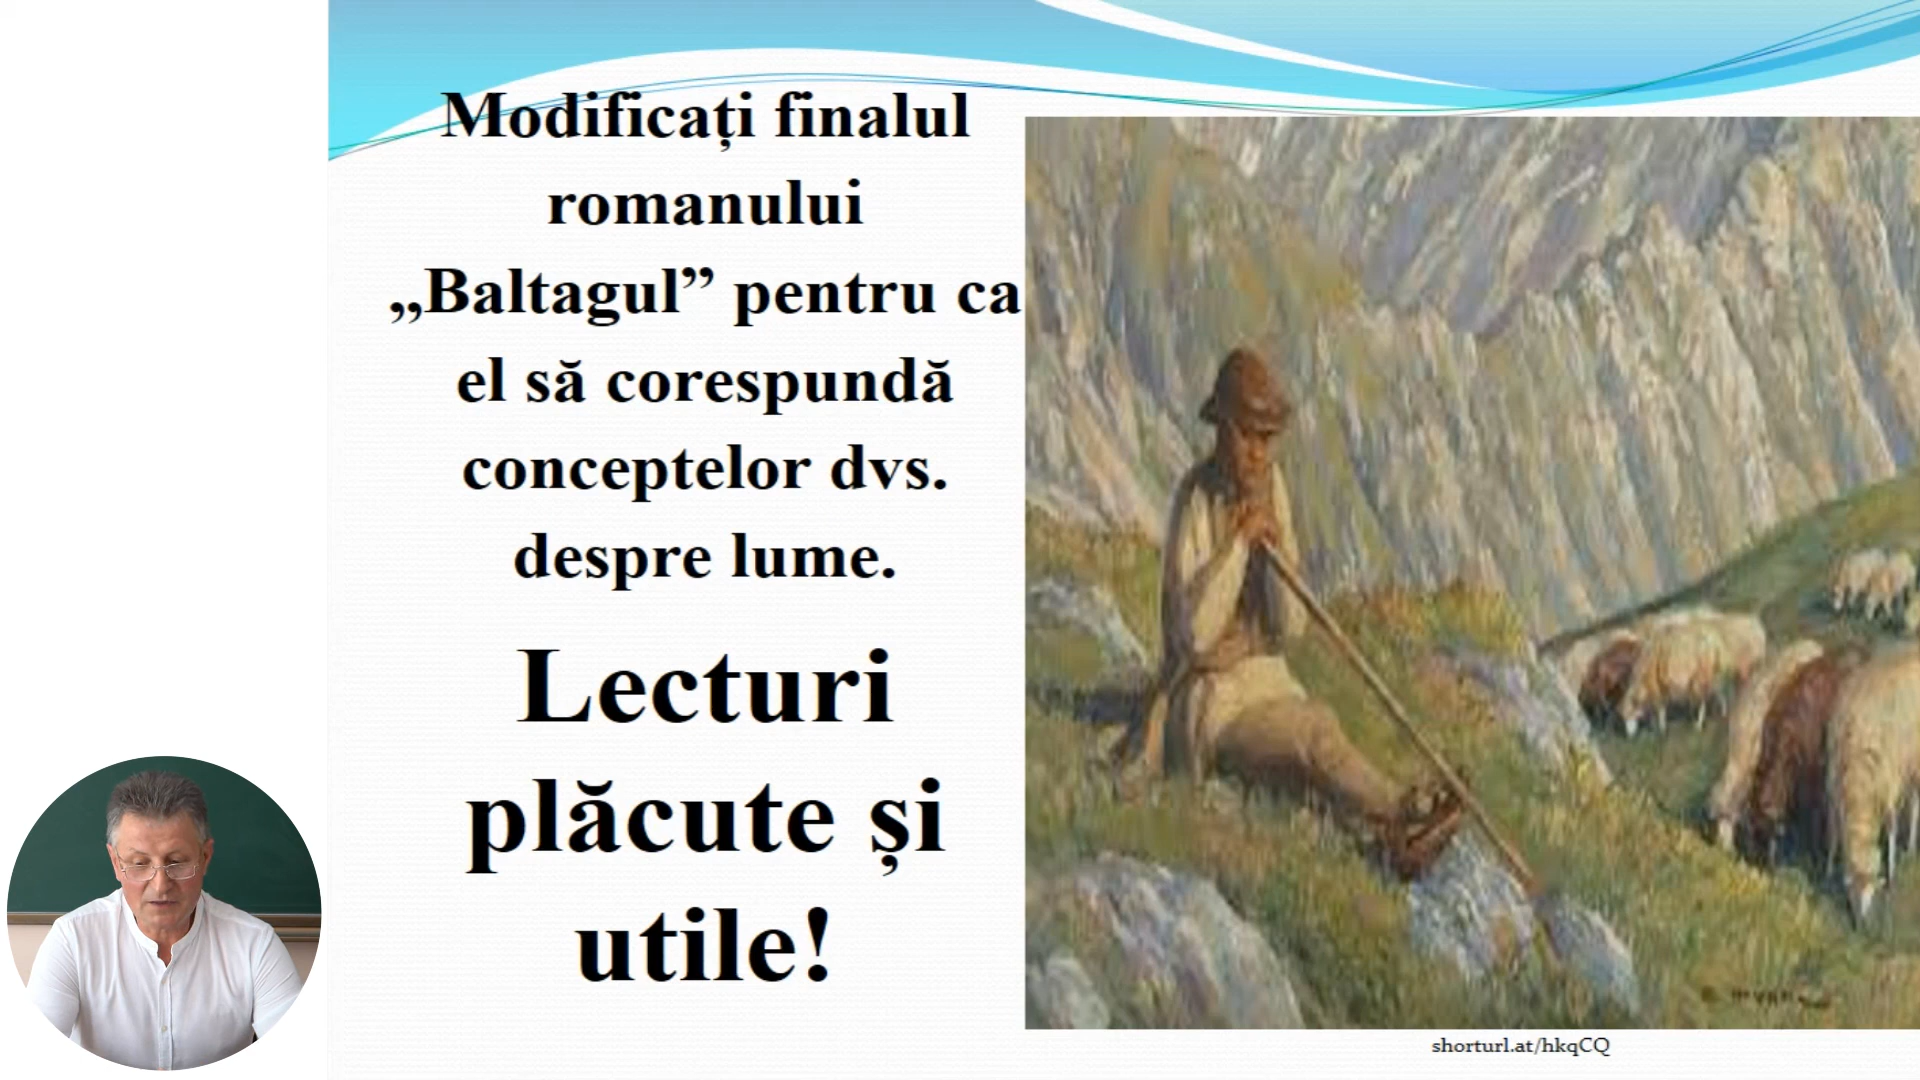 Modificați finalul
romanului
„Baltagul” pentru ca
el să corespundă
conceptelor dvs.
despre lume.
Lecturi
plăcute și
utile!
shorturl.at/hkqCQ